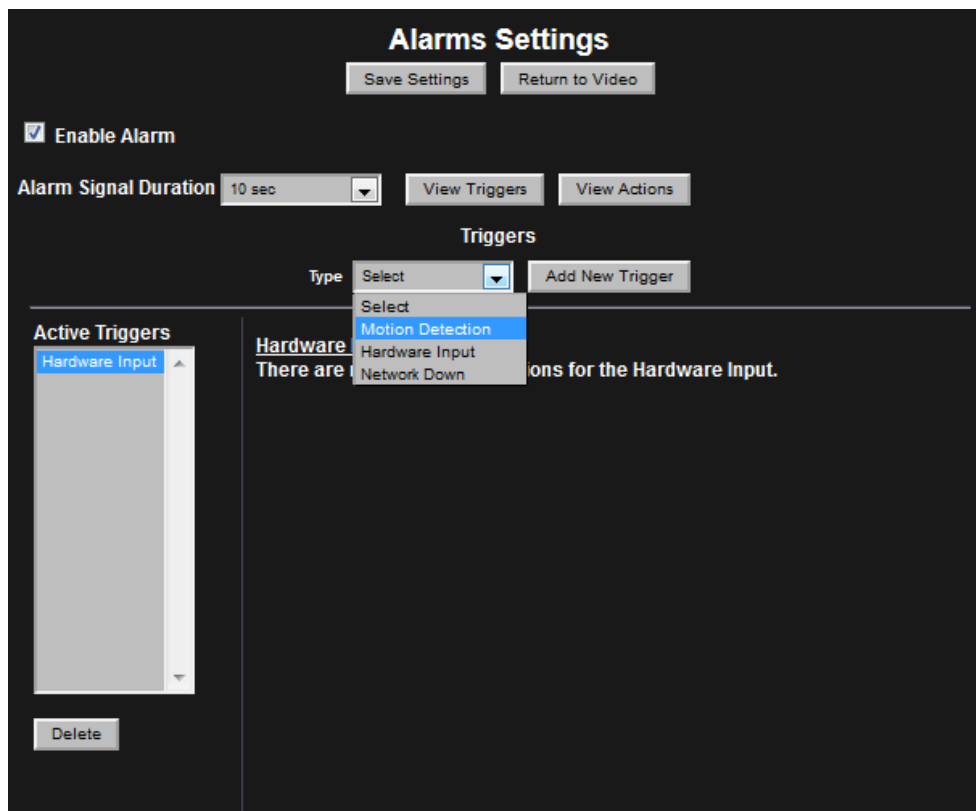 Alarms Settings
Save Settings Return to Video
Enable Alarm
Alarm Signal Duration 10 sec View Triggers View Actions
Triggers
Type Select Add New Trigger
Select
Motion Detection
Hardware Input
Network Down
Active Triggers
Hardware Input
Hardware
There are ions for the Hardware Input.
Delete